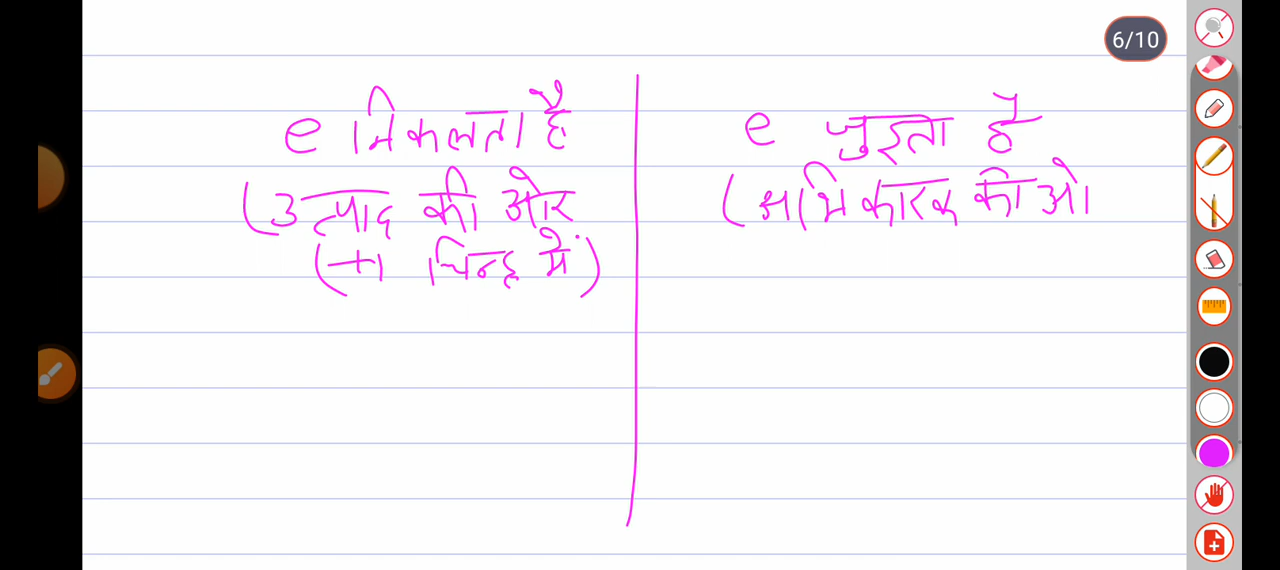 6/10
e निकलता है
(उत्पाद की ओर
(+) चिन्ह में)
e जुड़ता है
(अभिकारक की ओ